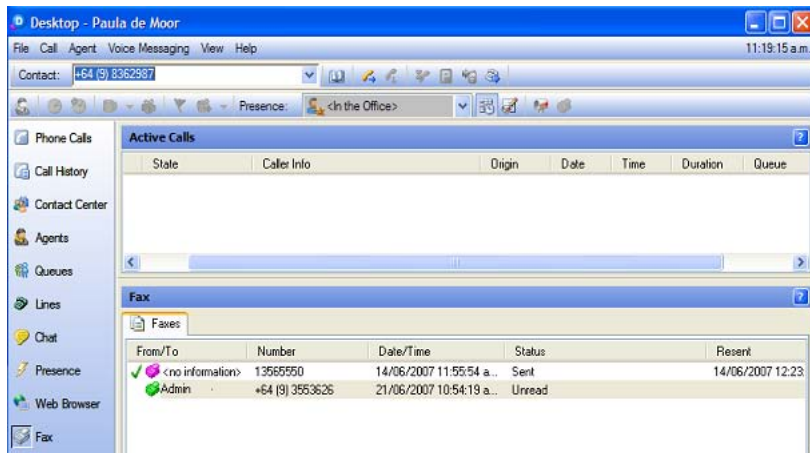 Desktop - Paula de Moor
File Call Agent Voice Messaging View Help 11:19:15 a.m.
Contact: +64 (9) 8362987
Presence: <In the Office>
Phone Calls
Call History
Contact Center
Agents
Queues
Lines
Chat
Presence
Web Browser
Fax
Active Calls
State Caller Info Origin Date Time Duration Queue
Fax
Faxes
From/To Number Date/Time Status Resent
<no information> 13565550 14/06/2007 11:55:54 a... Sent 14/06/2007 12:23:
Admin +64 (9) 3553626 21/06/2007 10:54:19 a... Unread